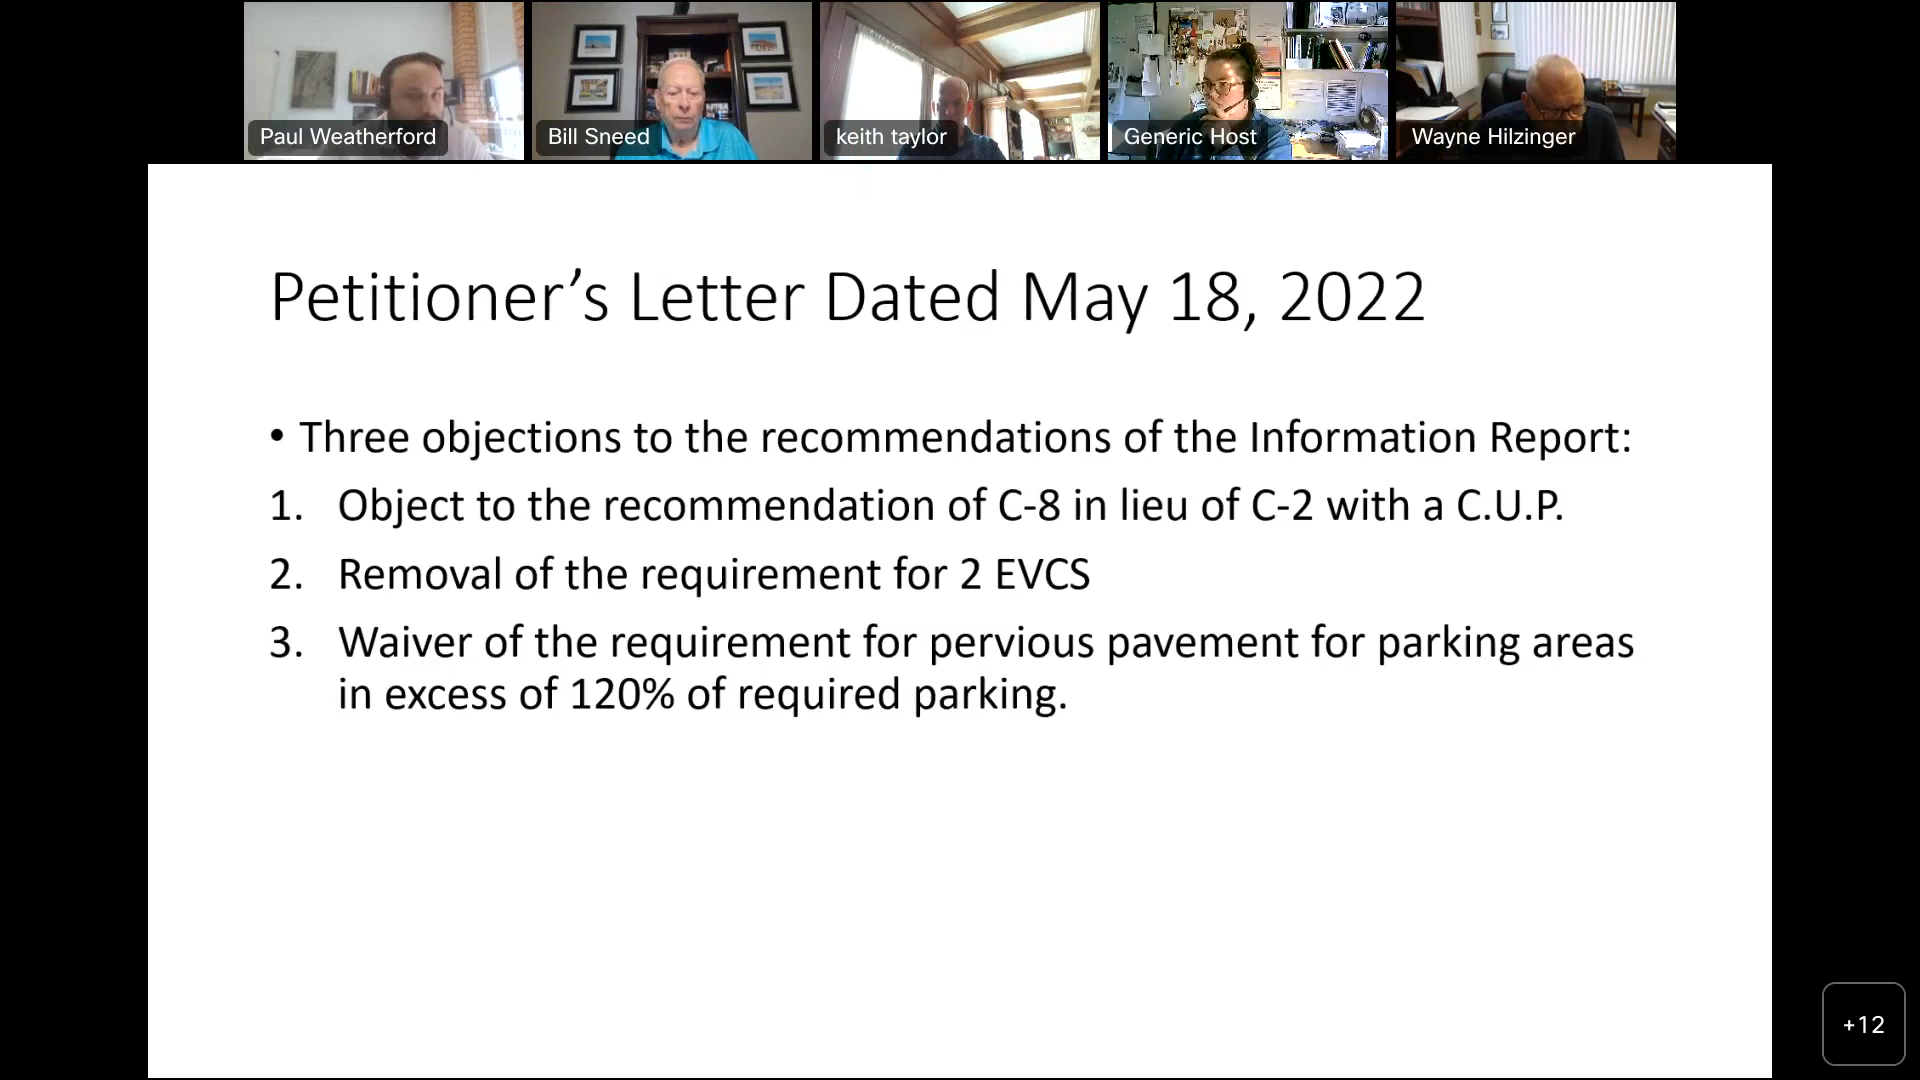 Paul Weatherford
Bill Sneed
keith taylor
Generic Host
Wayne Hilzinger
Petitioner’s Letter Dated May 18, 2022
• Three objections to the recommendations of the Information Report:
1. Object to the recommendation of C-8 in lieu of C-2 with a C.U.P.
2. Removal of the requirement for 2 EVCS
3. Waiver of the requirement for pervious pavement for parking areas
in excess of 120% of required parking.
+12